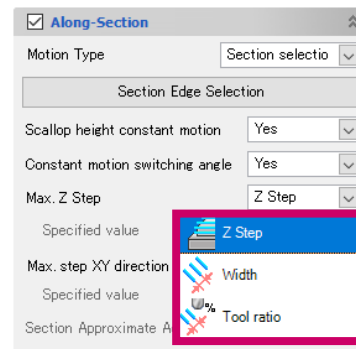 Along-Section
Motion Type Section selectio
Section Edge Selection
Scallop height constant motion Yes
Constant motion switching angle Yes
Max. Z Step Z Step
Specified value
Z Step
Max. step XY direction
Width
Specified value
Tool ratio
Section Approximate